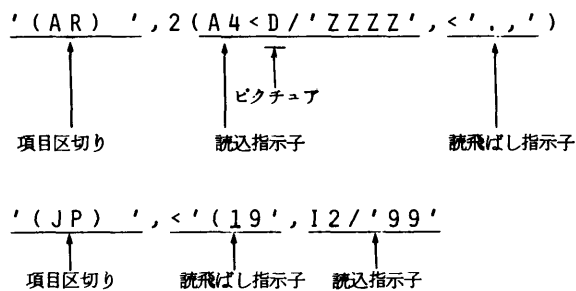 '(AR) ',2(A4<D/'ZZZZ',<'.,')
ピクチュア
項目区切り 読込指示子 読飛ばし指示子
'(JP) ',<'(19',I2/'99'
項目区切り 読飛ばし指示子 読込指示子